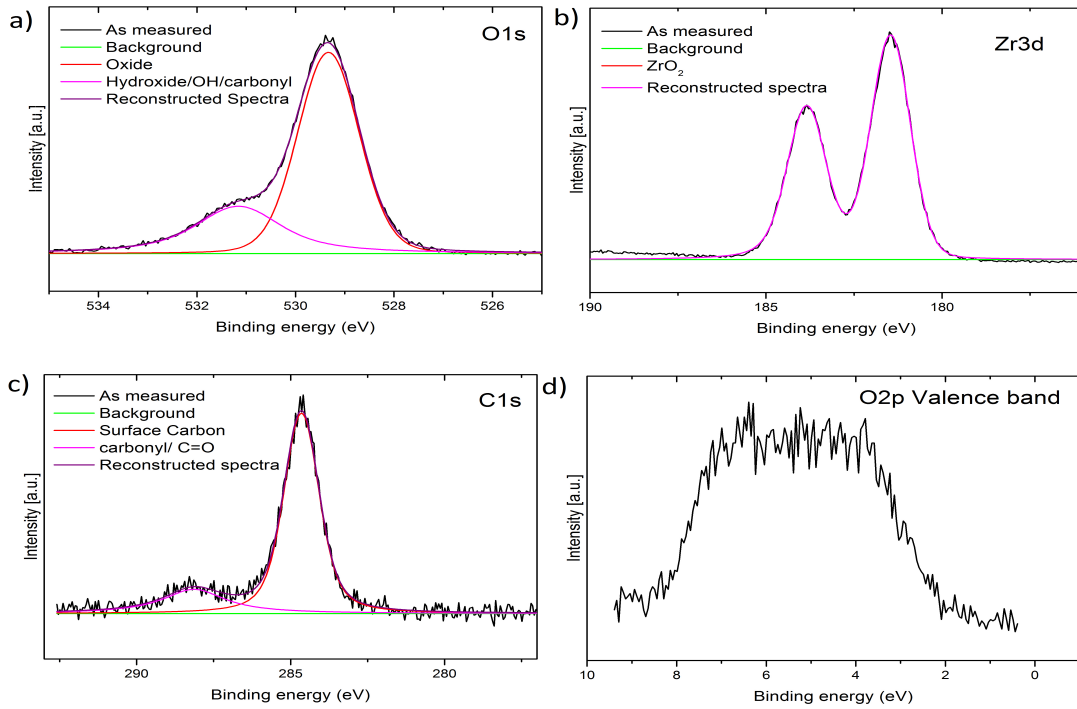 a)
O1s
As measured
Background
Oxide
Hydroxide/OH/carbonyl
Reconstructed Spectra
Intensity [a.u.]
534 532 530 528 526
Binding energy (eV)
b)
Zr3d
As measured
Background
ZrO₂
Reconstructed spectra
Intensity [a.u.]
190 185 180
Binding energy (eV)
c)
C1s
As measured
Background
Surface Carbon
carbonyl/ C=O
Reconstructed spectra
Intensity [a.u.]
290 285 280
Binding energy (eV)
d)
O2p Valence band
Intensity [a.u.]
10 8 6 4 2 0
Binding energy (eV)